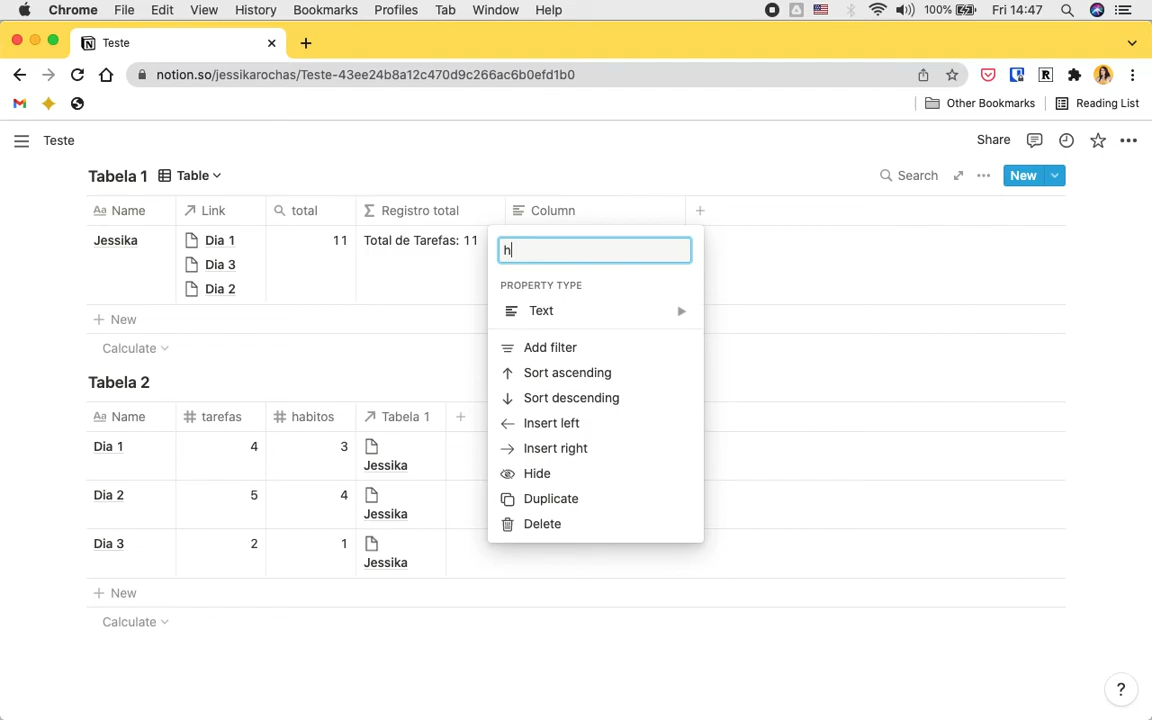 Chrome File Edit View History Bookmarks Profiles Tab Window Help 100% Fri 14:47
Teste
notion.so/jessikarochas/Teste-43ee24b8a12c470d9c266ac6b0efd1b0
Other Bookmarks Reading List
Teste Share
Tabela 1 Table Search New
Aa Name Link total Registro total Column
Jessika Dia 1 11 Total de Tarefas: 11
Dia 3
Dia 2
h
PROPERTY TYPE
Text
Add filter
Sort ascending
Sort descending
Insert left
Insert right
Hide
Duplicate
Delete
New
Calculate
Tabela 2
Aa Name tarefas habitos Tabela 1
Dia 1 4 3
Jessika
Dia 2 5 4
Jessika
Dia 3 2 1
Jessika
New
Calculate
?